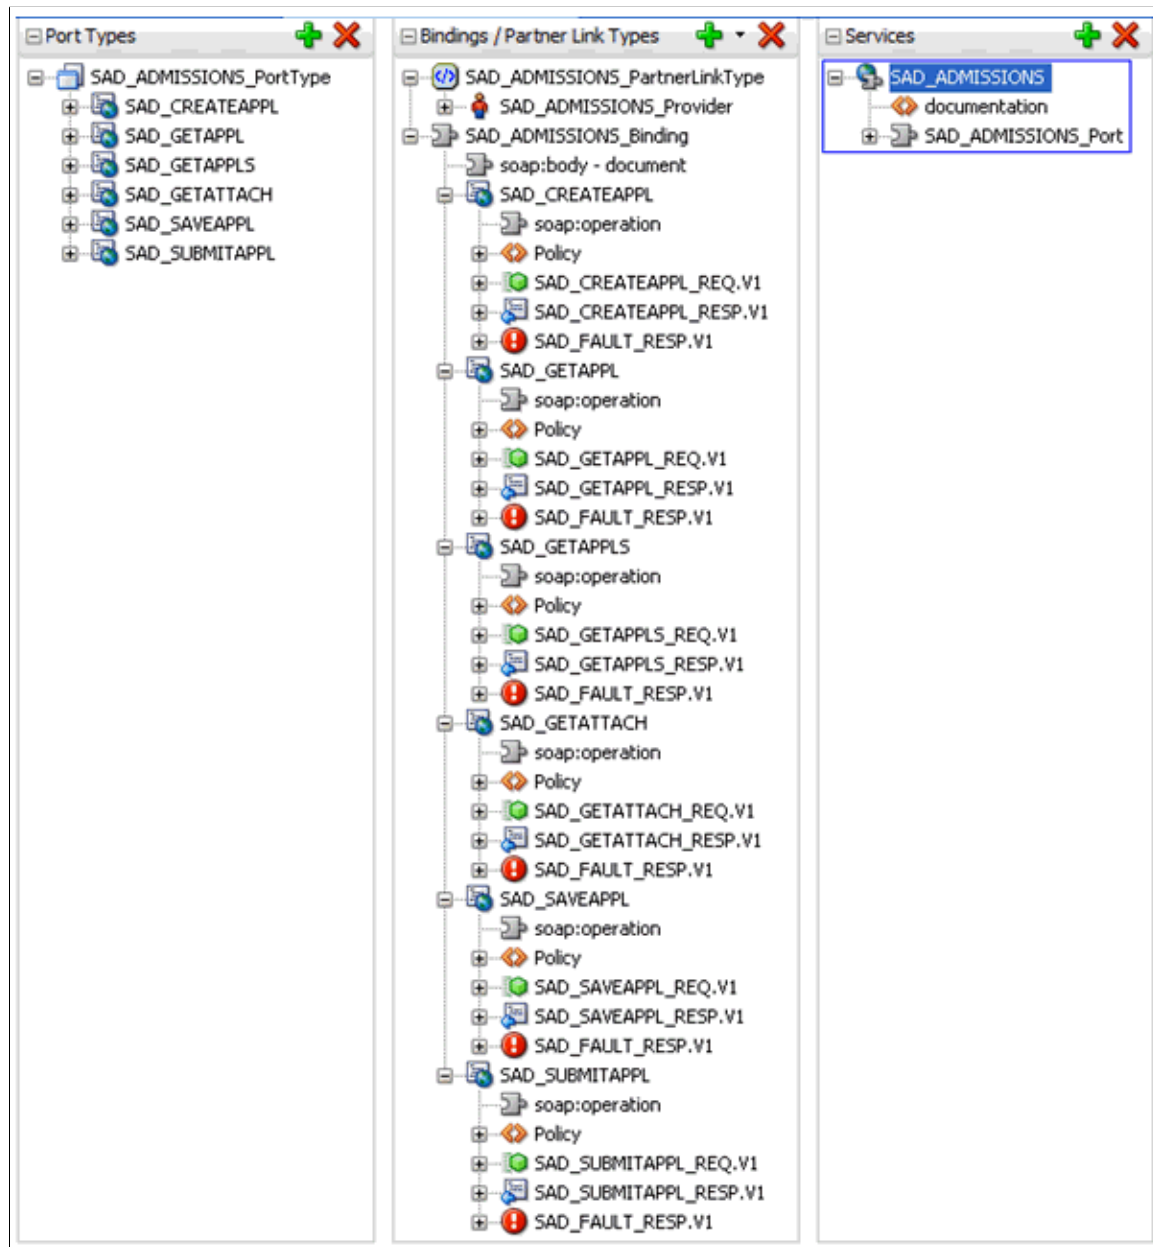 Port Types
SAD_ADMISSIONS_PortType
SAD_CREATEAPPL
SAD_GETAPPL
SAD_GETAPPLS
SAD_GETATTACH
SAD_SAVEAPPL
SAD_SUBMITAPPL
Bindings / Partner Link Types
SAD_ADMISSIONS_PartnerLinkType
SAD_ADMISSIONS_Provider
SAD_ADMISSIONS_Binding
soap:body - document
SAD_CREATEAPPL
soap:operation
Policy
SAD_CREATEAPPL_REQ.V1
SAD_CREATEAPPL_RESP.V1
SAD_FAULT_RESP.V1
SAD_GETAPPL
soap:operation
Policy
SAD_GETAPPL_REQ.V1
SAD_GETAPPL_RESP.V1
SAD_FAULT_RESP.V1
SAD_GETAPPLS
soap:operation
Policy
SAD_GETAPPLS_REQ.V1
SAD_GETAPPLS_RESP.V1
SAD_FAULT_RESP.V1
SAD_GETATTACH
soap:operation
Policy
SAD_GETATTACH_REQ.V1
SAD_GETATTACH_RESP.V1
SAD_FAULT_RESP.V1
SAD_SAVEAPPL
soap:operation
Policy
SAD_SAVEAPPL_REQ.V1
SAD_SAVEAPPL_RESP.V1
SAD_FAULT_RESP.V1
SAD_SUBMITAPPL
soap:operation
Policy
SAD_SUBMITAPPL_REQ.V1
SAD_SUBMITAPPL_RESP.V1
SAD_FAULT_RESP.V1
Services
SAD_ADMISSIONS
documentation
SAD_ADMISSIONS_Port